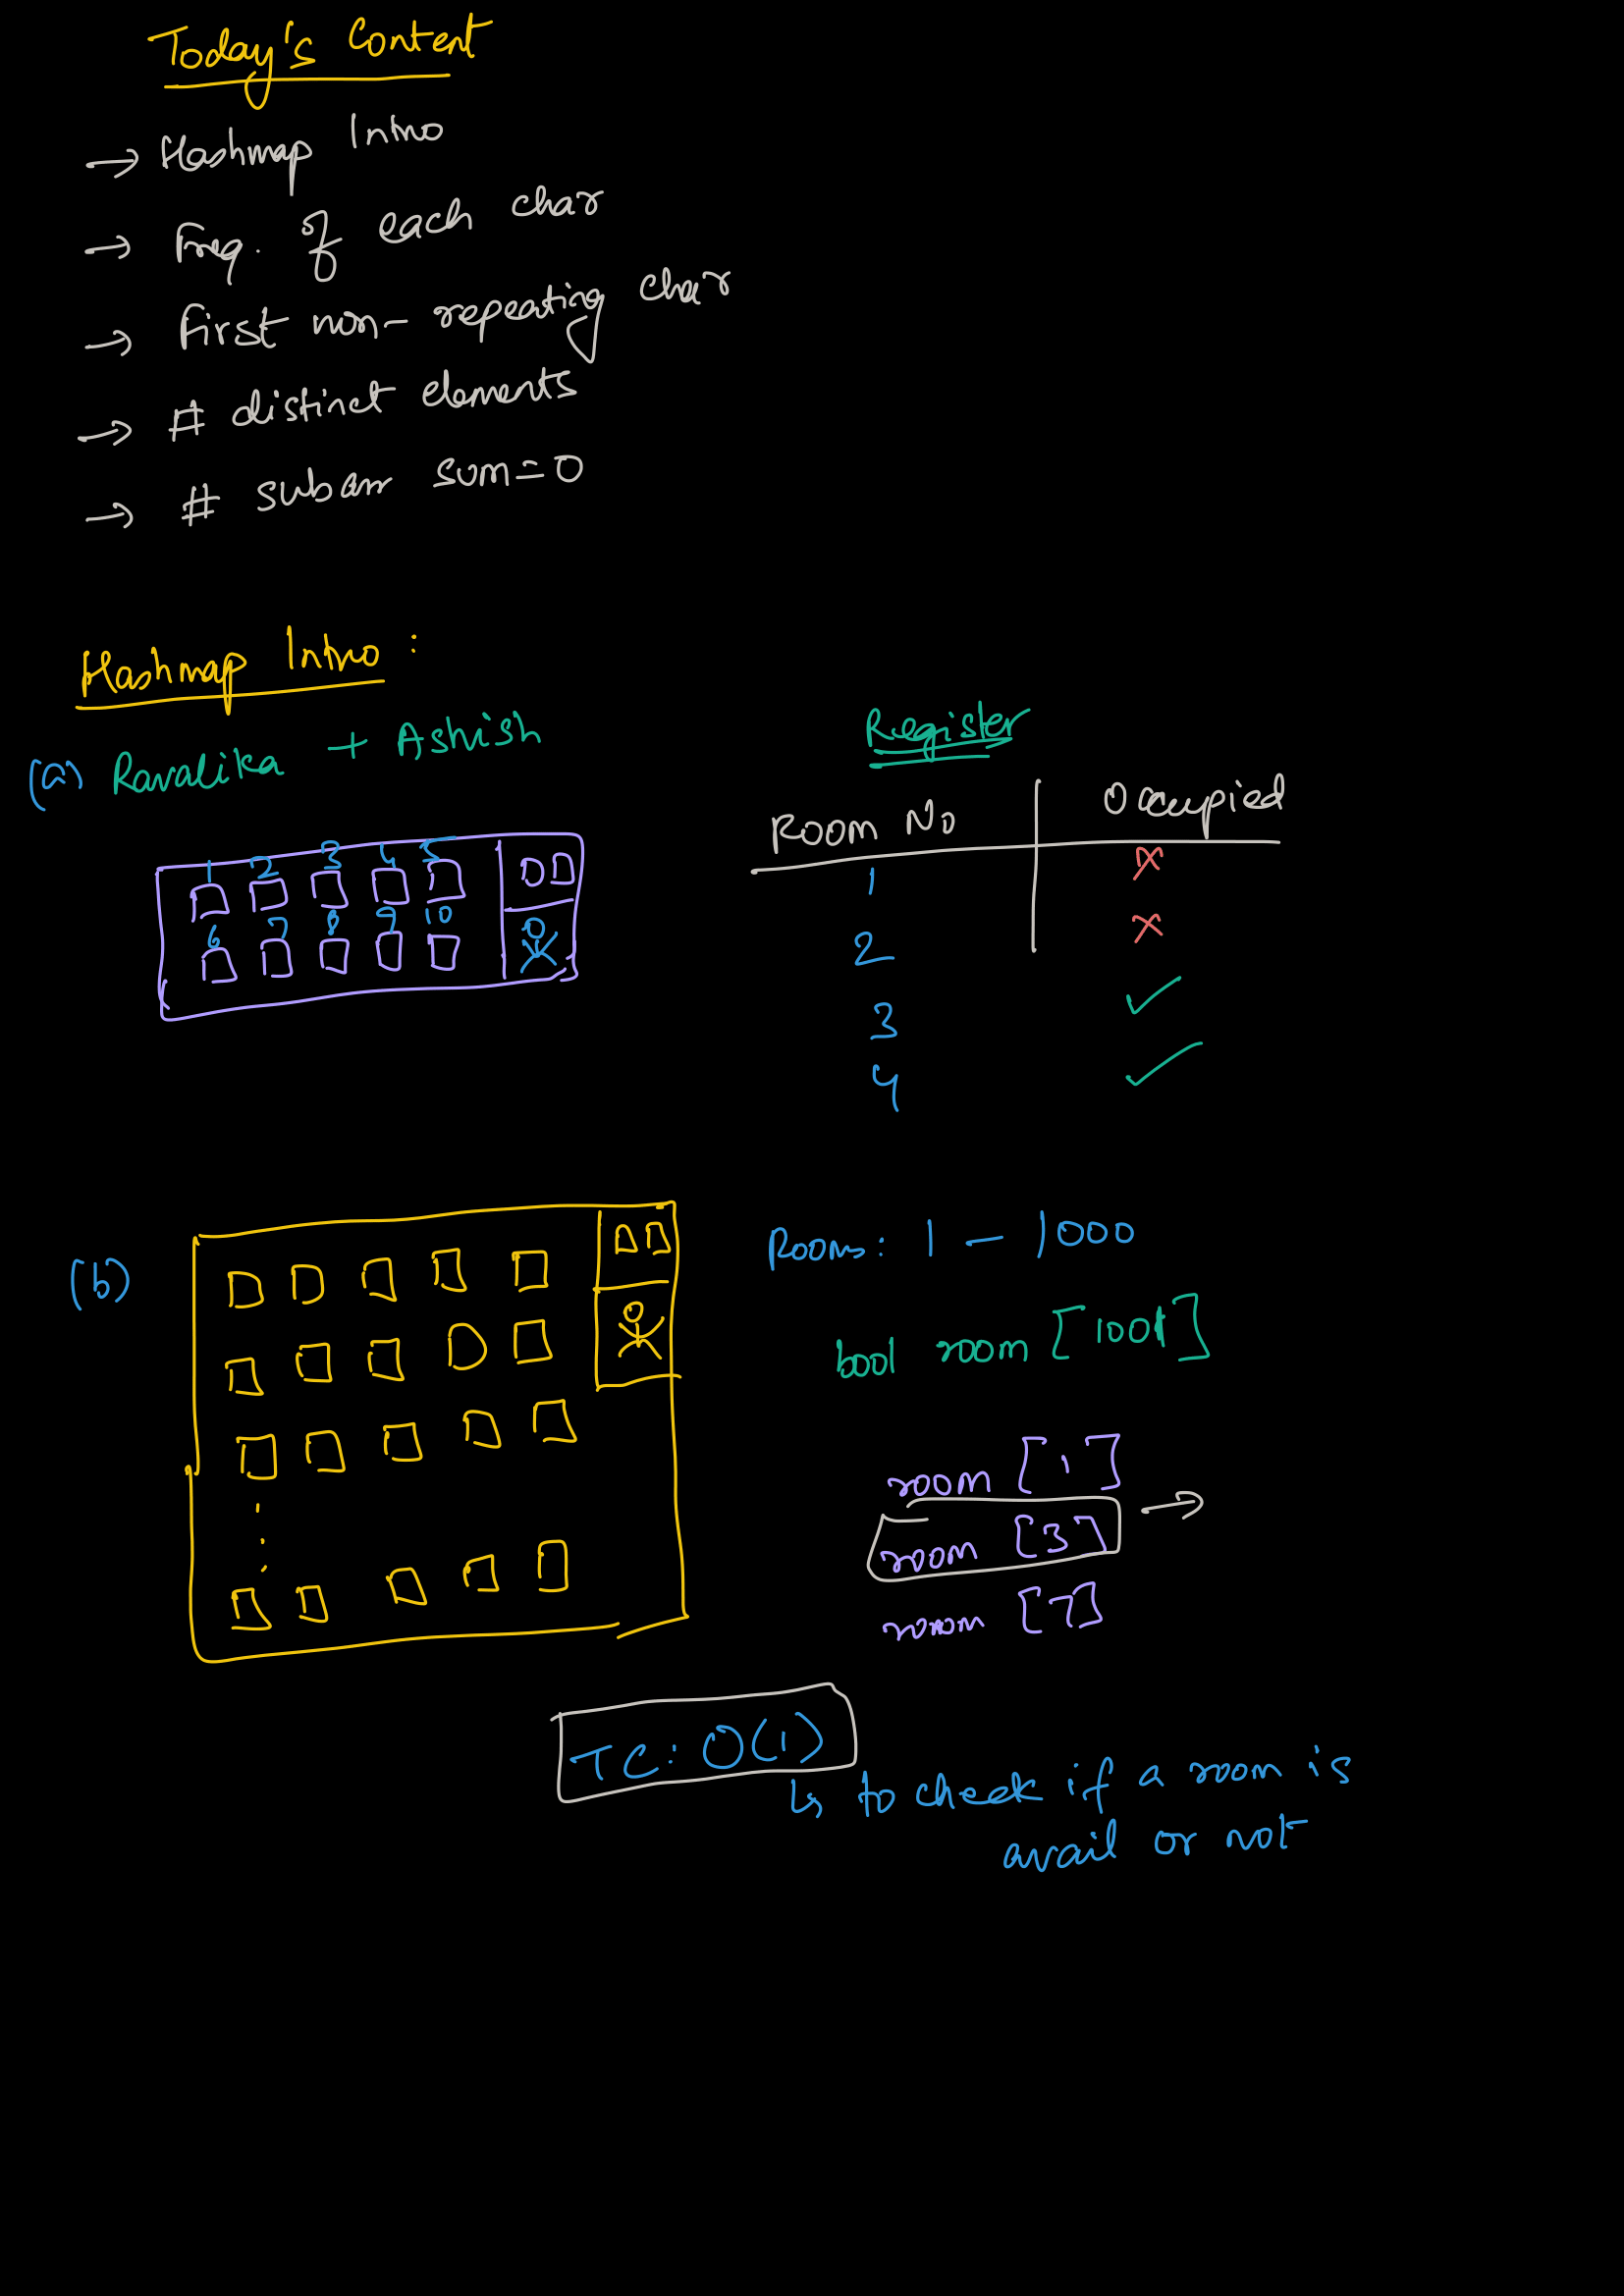 Today's Content
→ Hashmap Intro
→ Freq. of each char
→ First non-repeating char
→ # distinct elements
→ # subarr sum=0
Hashmap Intro:
(a) Ravalika + Ashish
1 2 3 4 5
6 7 8 9 10
Register
Room No | Occupied
1 ✗
2 ✗
3 ✓
4 ✓
(b)
Rooms: 1 - 1000
bool room [1001]
room [1]
room [3] →
room [7]
TC: O(1)
↳ to check if a room is
avail or not